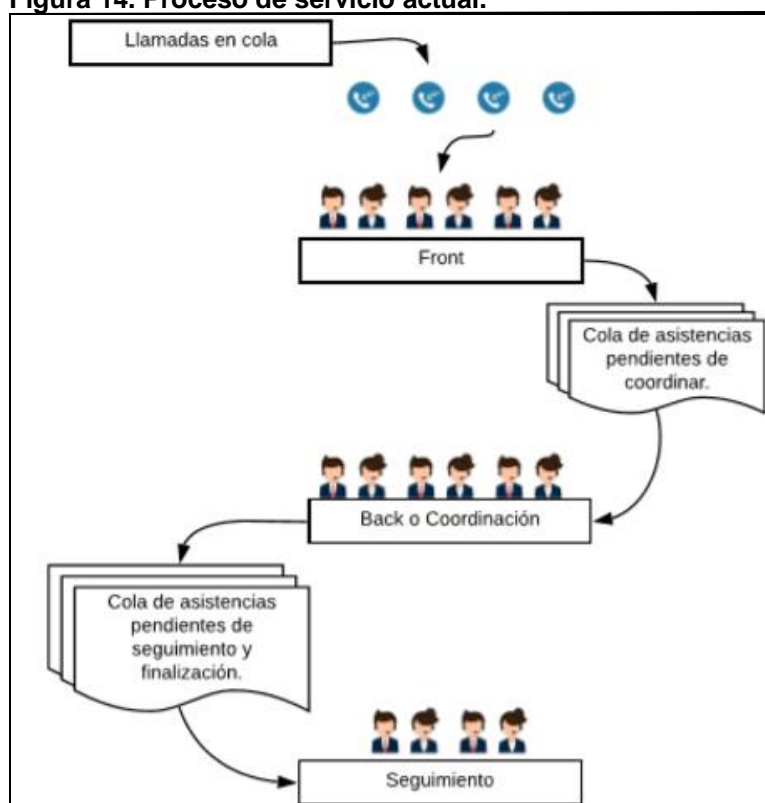 Figura 14. Proceso de servicio actual.
Llamadas en cola
Front
Cola de asistencias
pendientes de
coordinar.
Back o Coordinación
Cola de asistencias
pendientes de
seguimiento y
finalización.
Seguimiento